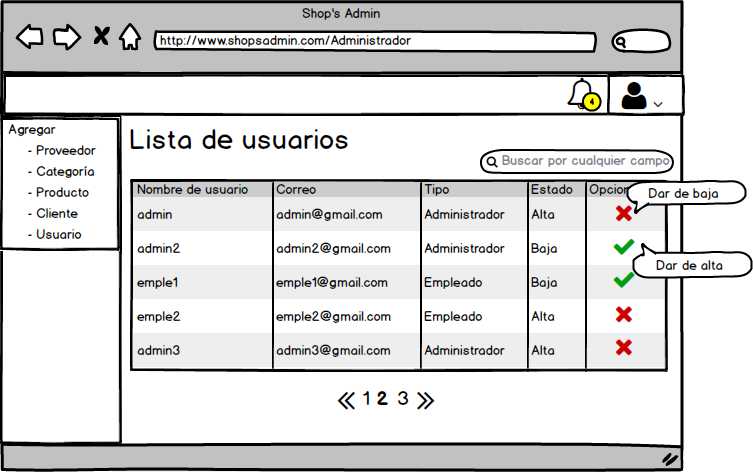 Shop's Admin
http://www.shopsadmin.com/Administrador
4
Agregar
- Proveedor
- Categoría
- Producto
- Cliente
- Usuario
Lista de usuarios
Buscar por cualquier campo
Nombre de usuario Correo Tipo Estado Opcion
Dar de baja
admin admin@gmail.com Administrador Alta
admin2 admin2@gmail.com Administrador Baja
Dar de alta
emple1 emple1@gmail.com Empleado Baja
emple2 emple2@gmail.com Empleado Alta
admin3 admin3@gmail.com Administrador Alta
1 2 3